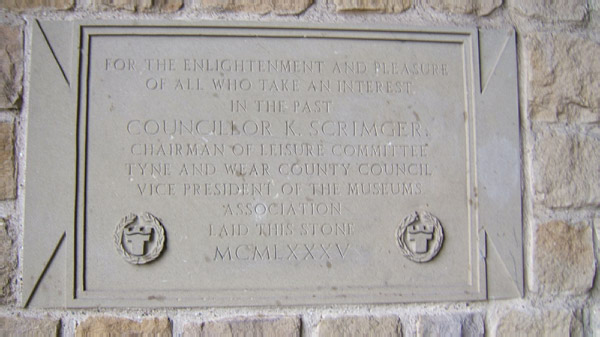 FOR THE ENLIGHTENMENT AND PLEASURE
OF ALL WHO TAKE AN INTEREST
IN THE PAST
COUNCILLOR K. SCRIMGER,
CHAIRMAN OF LEISURE COMMITTEE
TYNE AND WEAR COUNTY COUNCIL
VICE PRESIDENT OF THE MUSEUMS
ASSOCIATION
LAID THIS STONE
MCMLXXXV